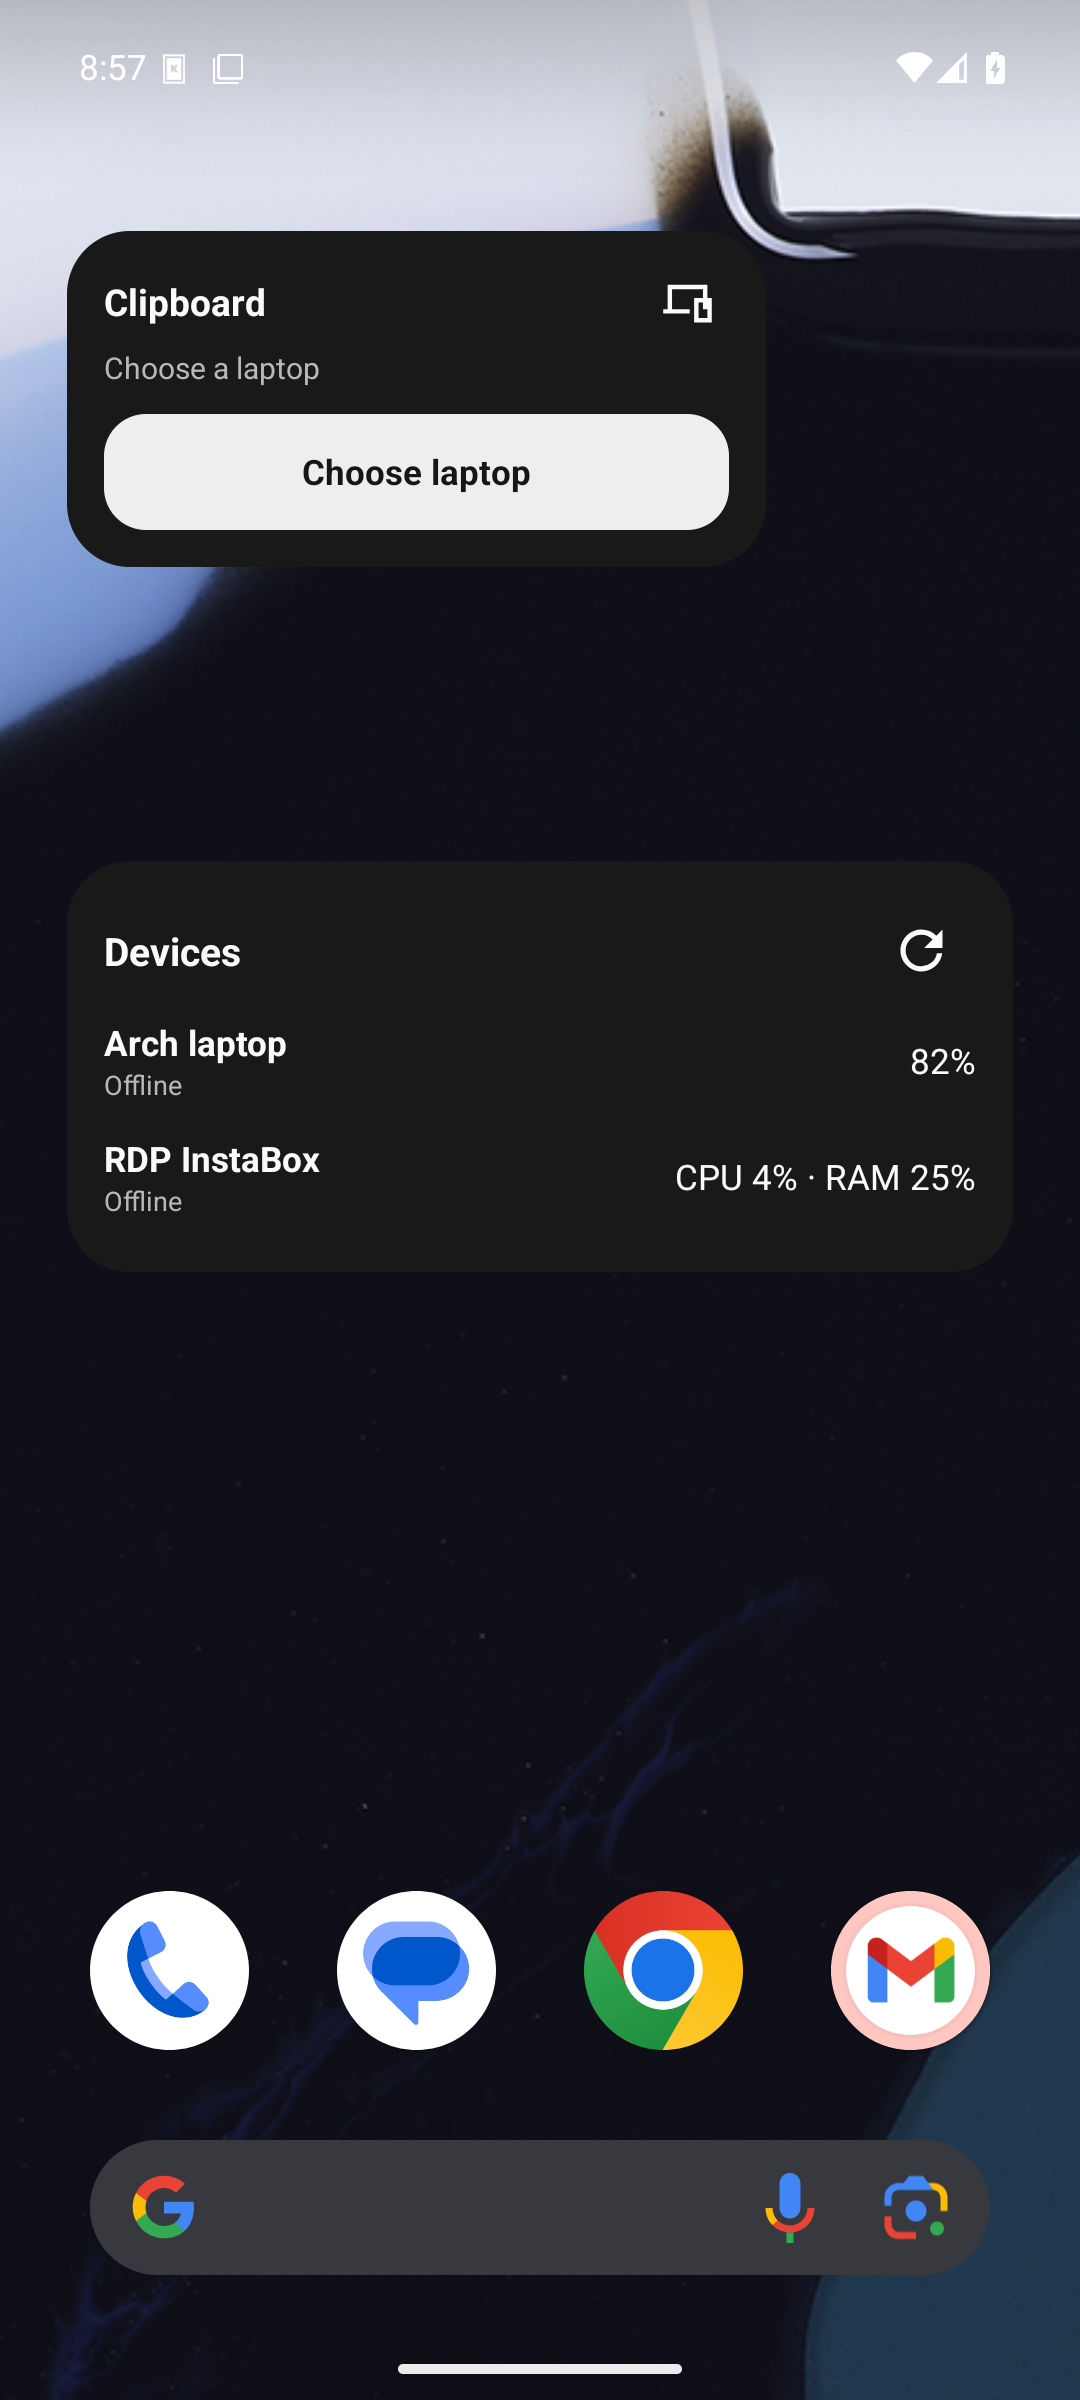 8:57
Clipboard
Choose a laptop
Choose laptop
Devices
Arch laptop
Offline
82%
RDP InstaBox
Offline
CPU 4% · RAM 25%